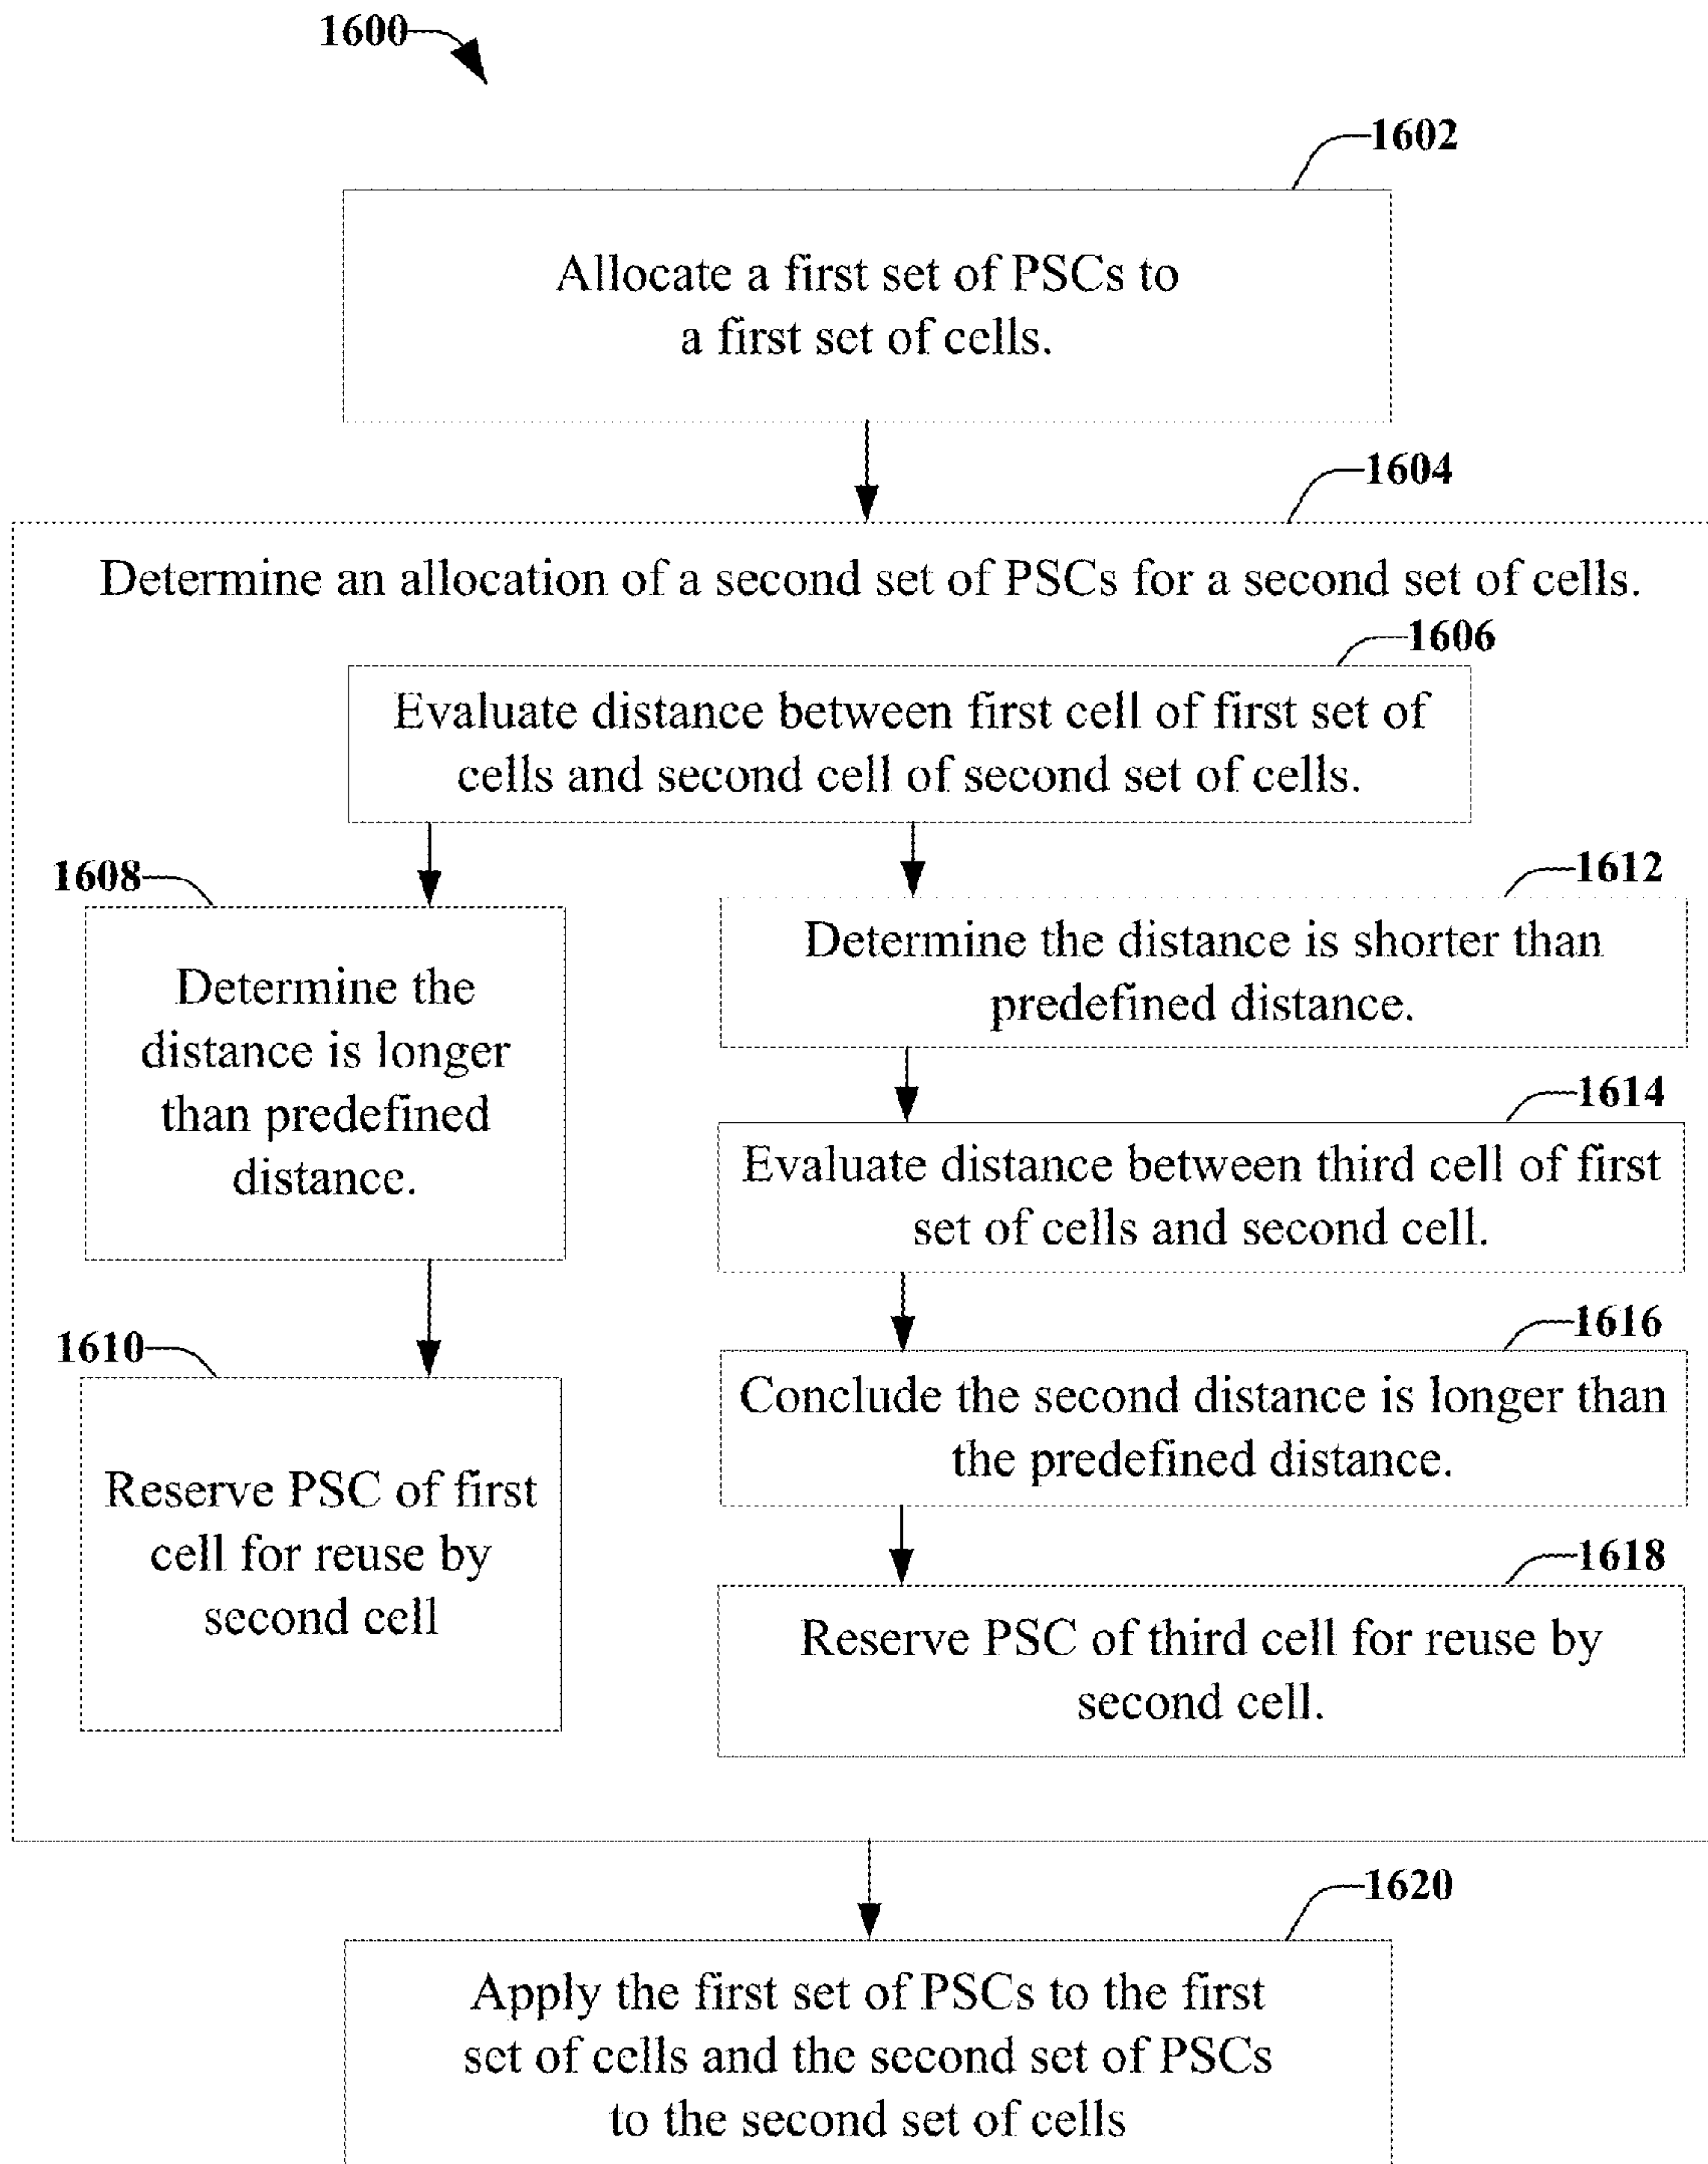 1600
1602
Allocate a first set of PSCs to
a first set of cells.
1604
Determine an allocation of a second set of PSCs for a second set of cells.
1606
Evaluate distance between first cell of first set of
cells and second cell of second set of cells.
1608
Determine the
distance is longer
than predefined
distance.
1610
Reserve PSC of first
cell for reuse by
second cell
1612
Determine the distance is shorter than
predefined distance.
1614
Evaluate distance between third cell of first
set of cells and second cell.
1616
Conclude the second distance is longer than
the predefined distance.
1618
Reserve PSC of third cell for reuse by
second cell.
1620
Apply the first set of PSCs to the first
set of cells and the second set of PSCs
to the second set of cells